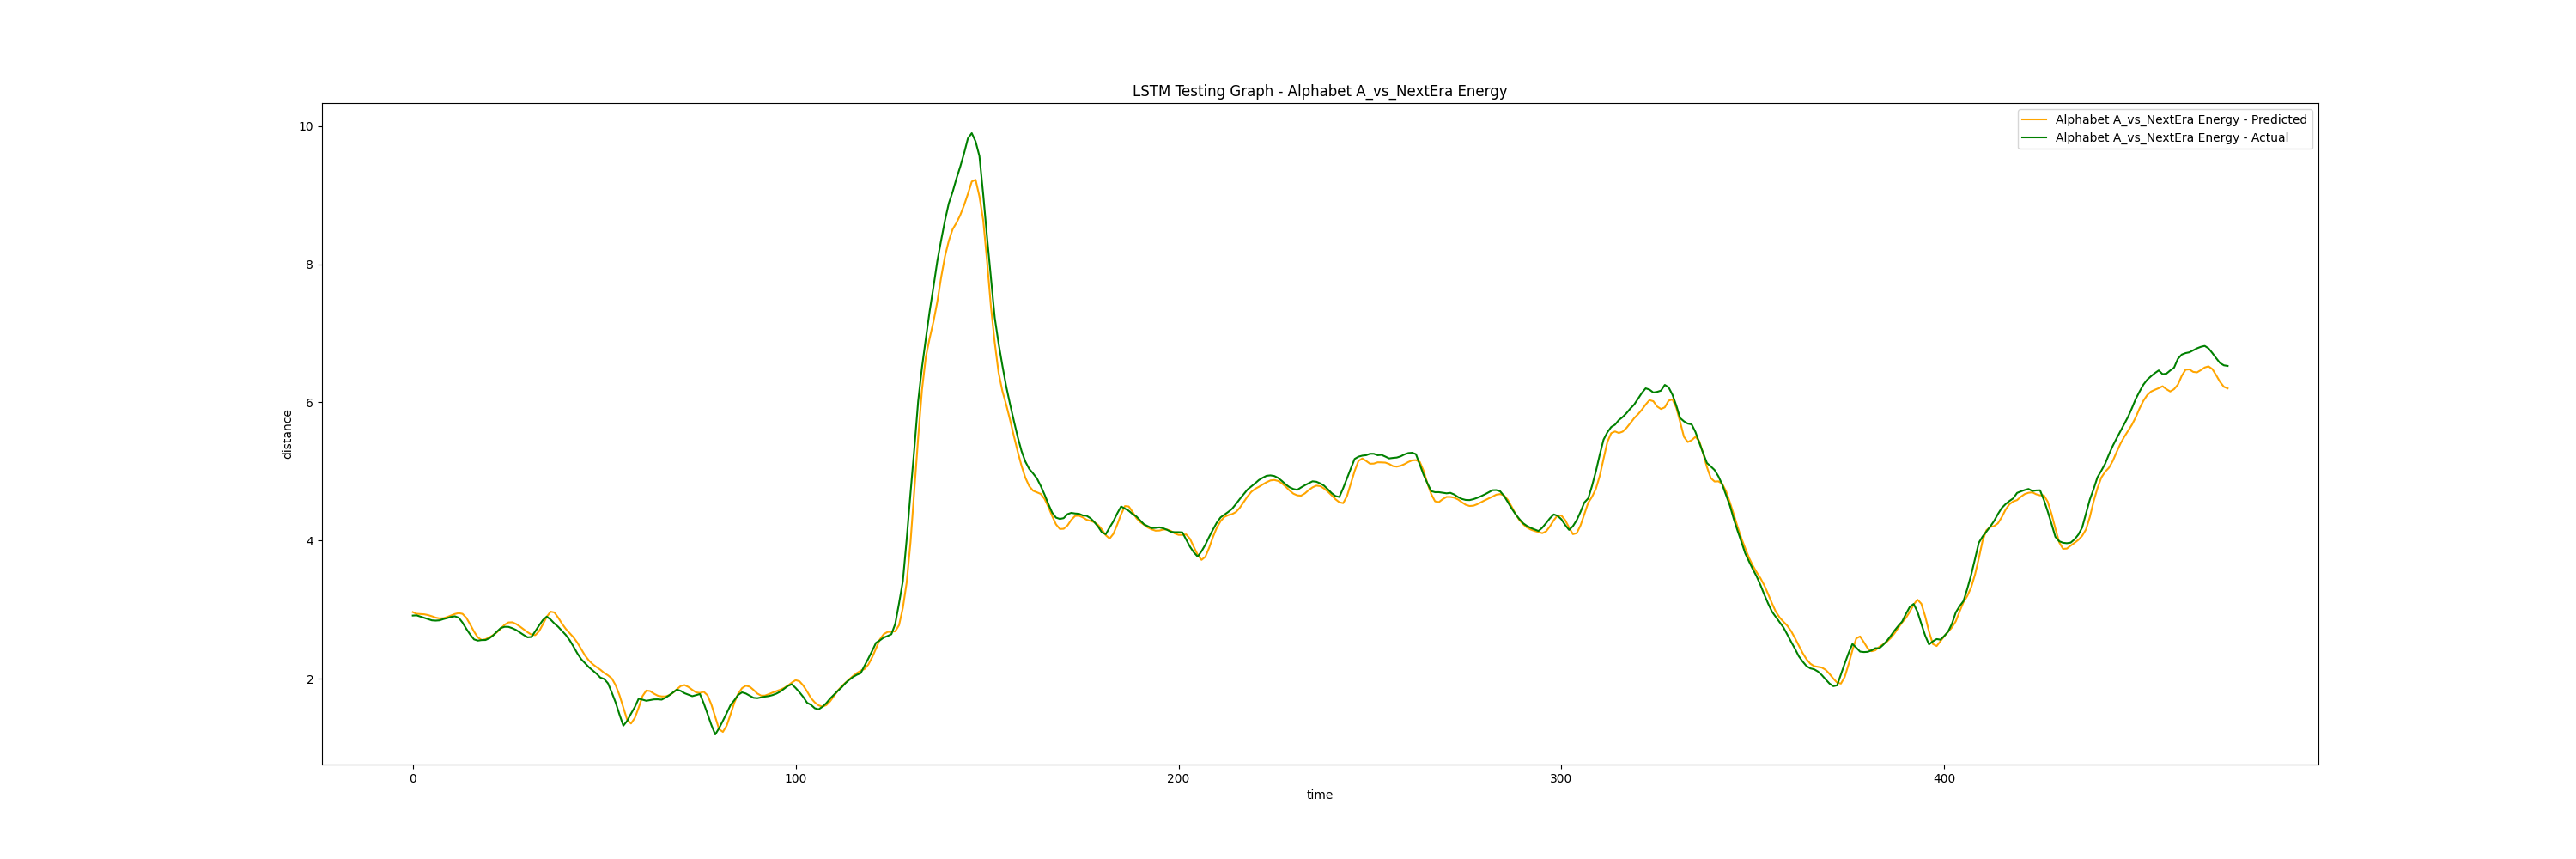 LSTM Testing Graph - Alphabet A_vs_NextEra Energy
Alphabet A_vs_NextEra Energy - Predicted
Alphabet A_vs_NextEra Energy - Actual
10
8
6
4
2
distance
0
100
200
300
400
time